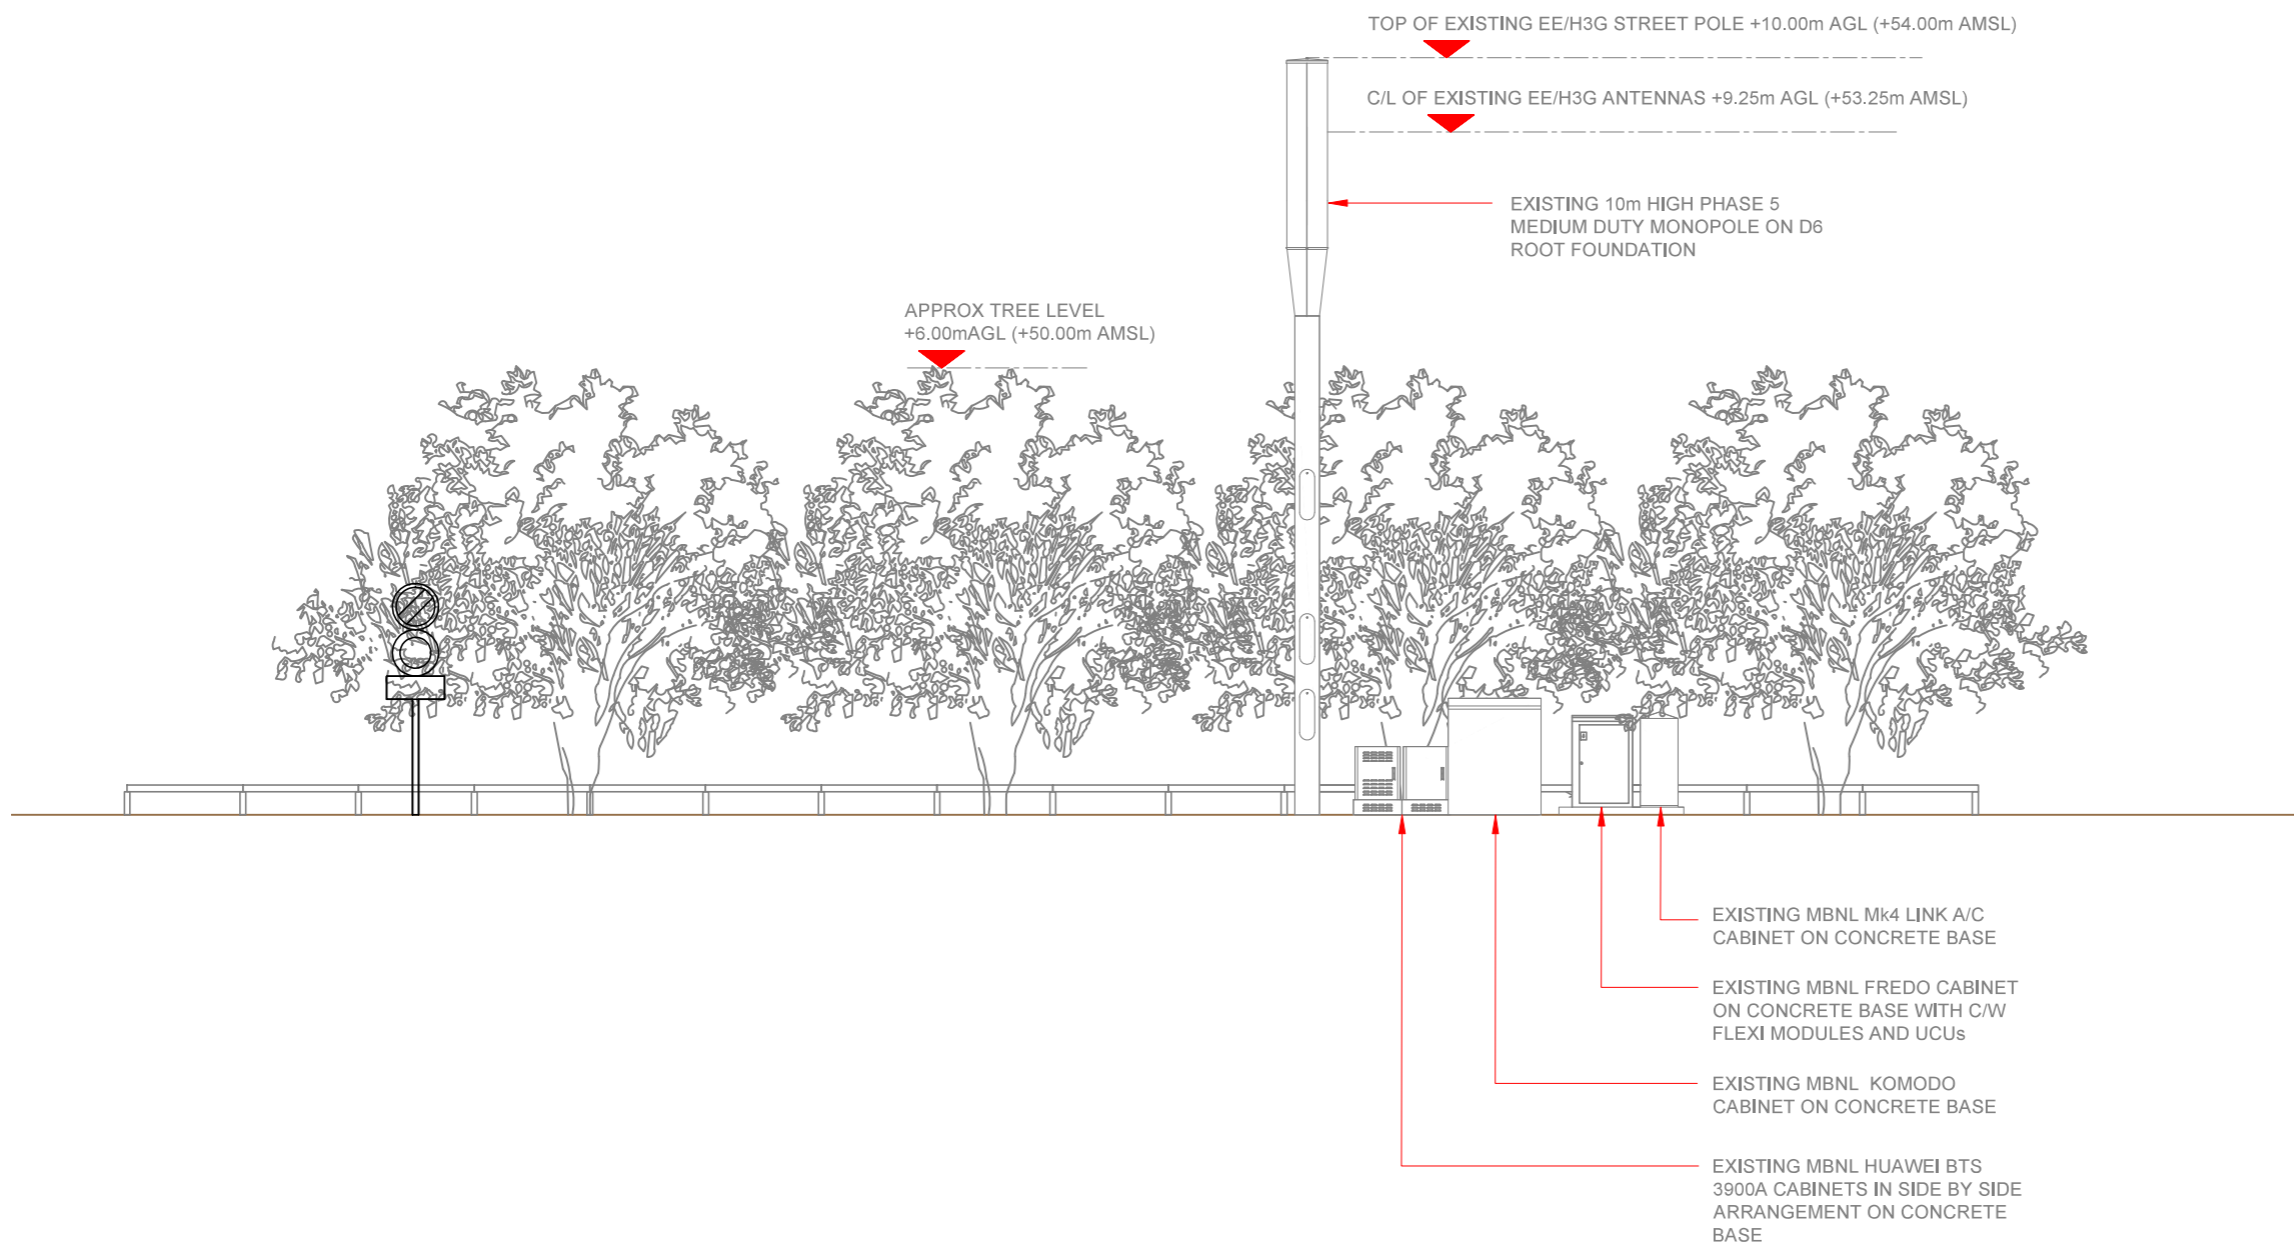 TOP OF EXISTING EE/H3G STREET POLE +10.00m AGL (+54.00m AMSL)
C/L OF EXISTING EE/H3G ANTENNAS +9.25m AGL (+53.25m AMSL)
EXISTING 10m HIGH PHASE 5
MEDIUM DUTY MONOPOLE ON D6
ROOT FOUNDATION
APPROX TREE LEVEL
+6.00mAGL (+50.00m AMSL)
EXISTING MBNL Mk4 LINK A/C
CABINET ON CONCRETE BASE
EXISTING MBNL FREDO CABINET
ON CONCRETE BASE WITH C/W
FLEXI MODULES AND UCUs
EXISTING MBNL KOMODO
CABINET ON CONCRETE BASE
EXISTING MBNL HUAWEI BTS
3900A CABINETS IN SIDE BY SIDE
ARRANGEMENT ON CONCRETE
BASE